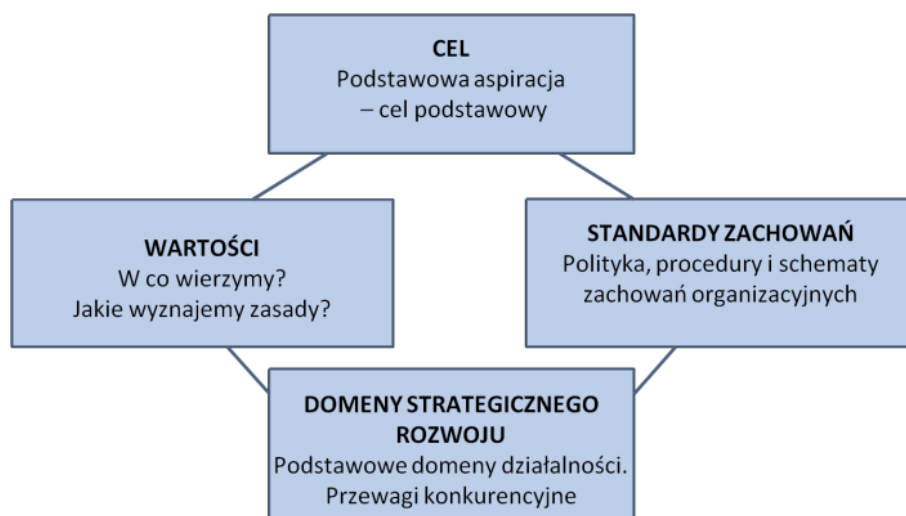 CEL
Podstawowa aspiracja
– cel podstawowy
WARTOŚCI
W co wierzymy?
Jakie wyznajemy zasady?
STANDARDY ZACHOWAŃ
Polityka, procedury i schematy
zachowań organizacyjnych
DOMENY STRATEGICZNEGO
ROZWOJU
Podstawowe domeny działalności.
Przewagi konkurencyjne